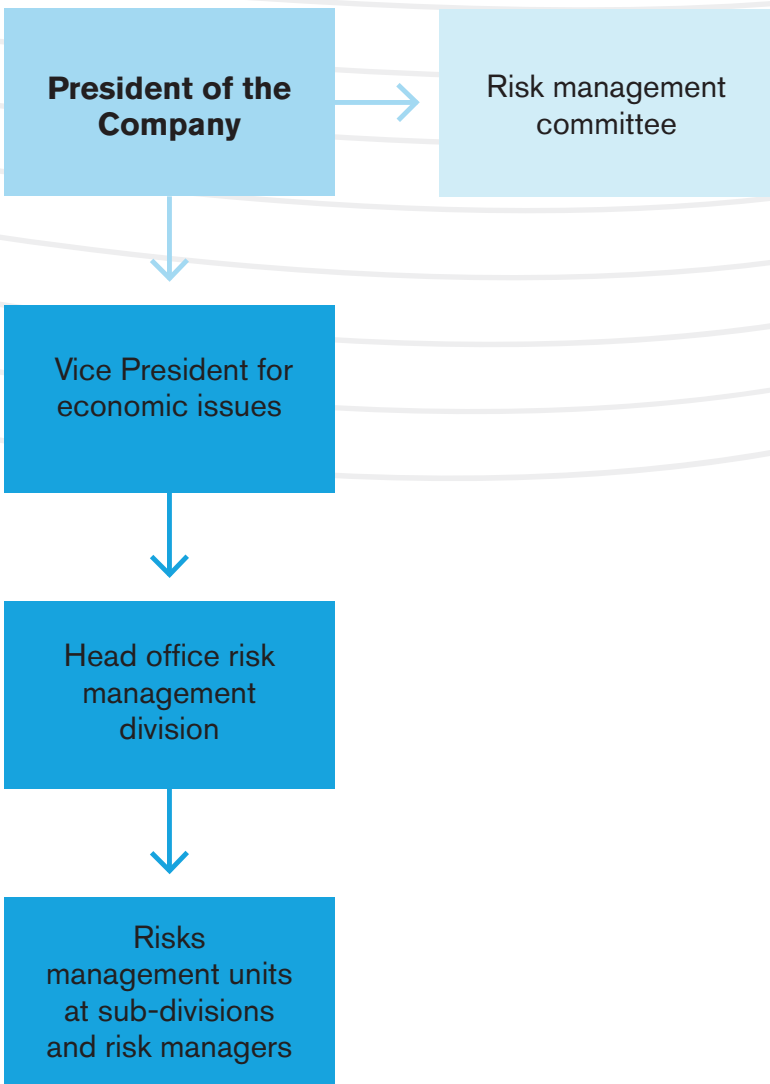 President of the
Company
Risk management
committee
Vice President for
economic issues
Head office risk
management
division
Risks
management units
at sub-divisions
and risk managers